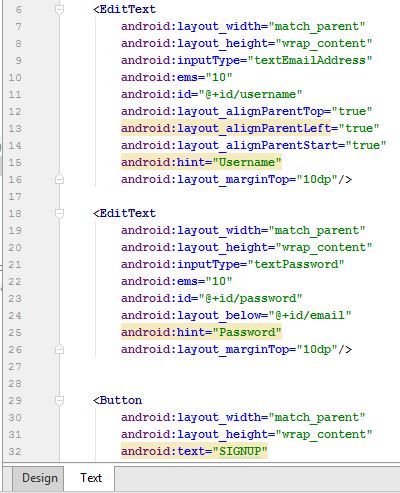 6 <EditText
7 android:layout_width="match_parent"
8 android:layout_height="wrap_content"
9 android:inputType="textEmailAddress"
10 android:ems="10"
11 android:id="@+id/username"
12 android:layout_alignParentTop="true"
13 android:layout_alignParentLeft="true"
14 android:layout_alignParentStart="true"
15 android:hint="Username"
16 android:layout_marginTop="10dp"/>
17
18 <EditText
19 android:layout_width="match_parent"
20 android:layout_height="wrap_content"
21 android:inputType="textPassword"
22 android:ems="10"
23 android:id="@+id/password"
24 android:layout_below="@+id/email"
25 android:hint="Password"
26 android:layout_marginTop="10dp"/>
27
28
29 <Button
30 android:layout_width="match_parent"
31 android:layout_height="wrap_content"
32 android:text="SIGNUP"
Design Text